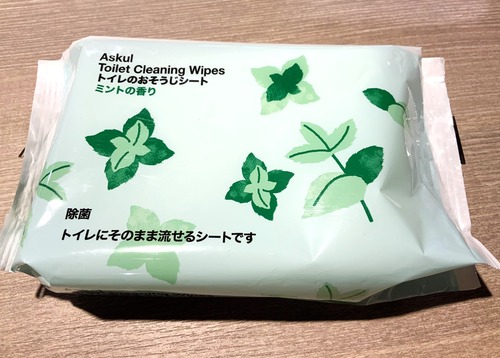 Askul
Toilet Cleaning Wipes
トイレのおそうじシート
ミントの香り
除菌
トイレにそのまま流せるシートです